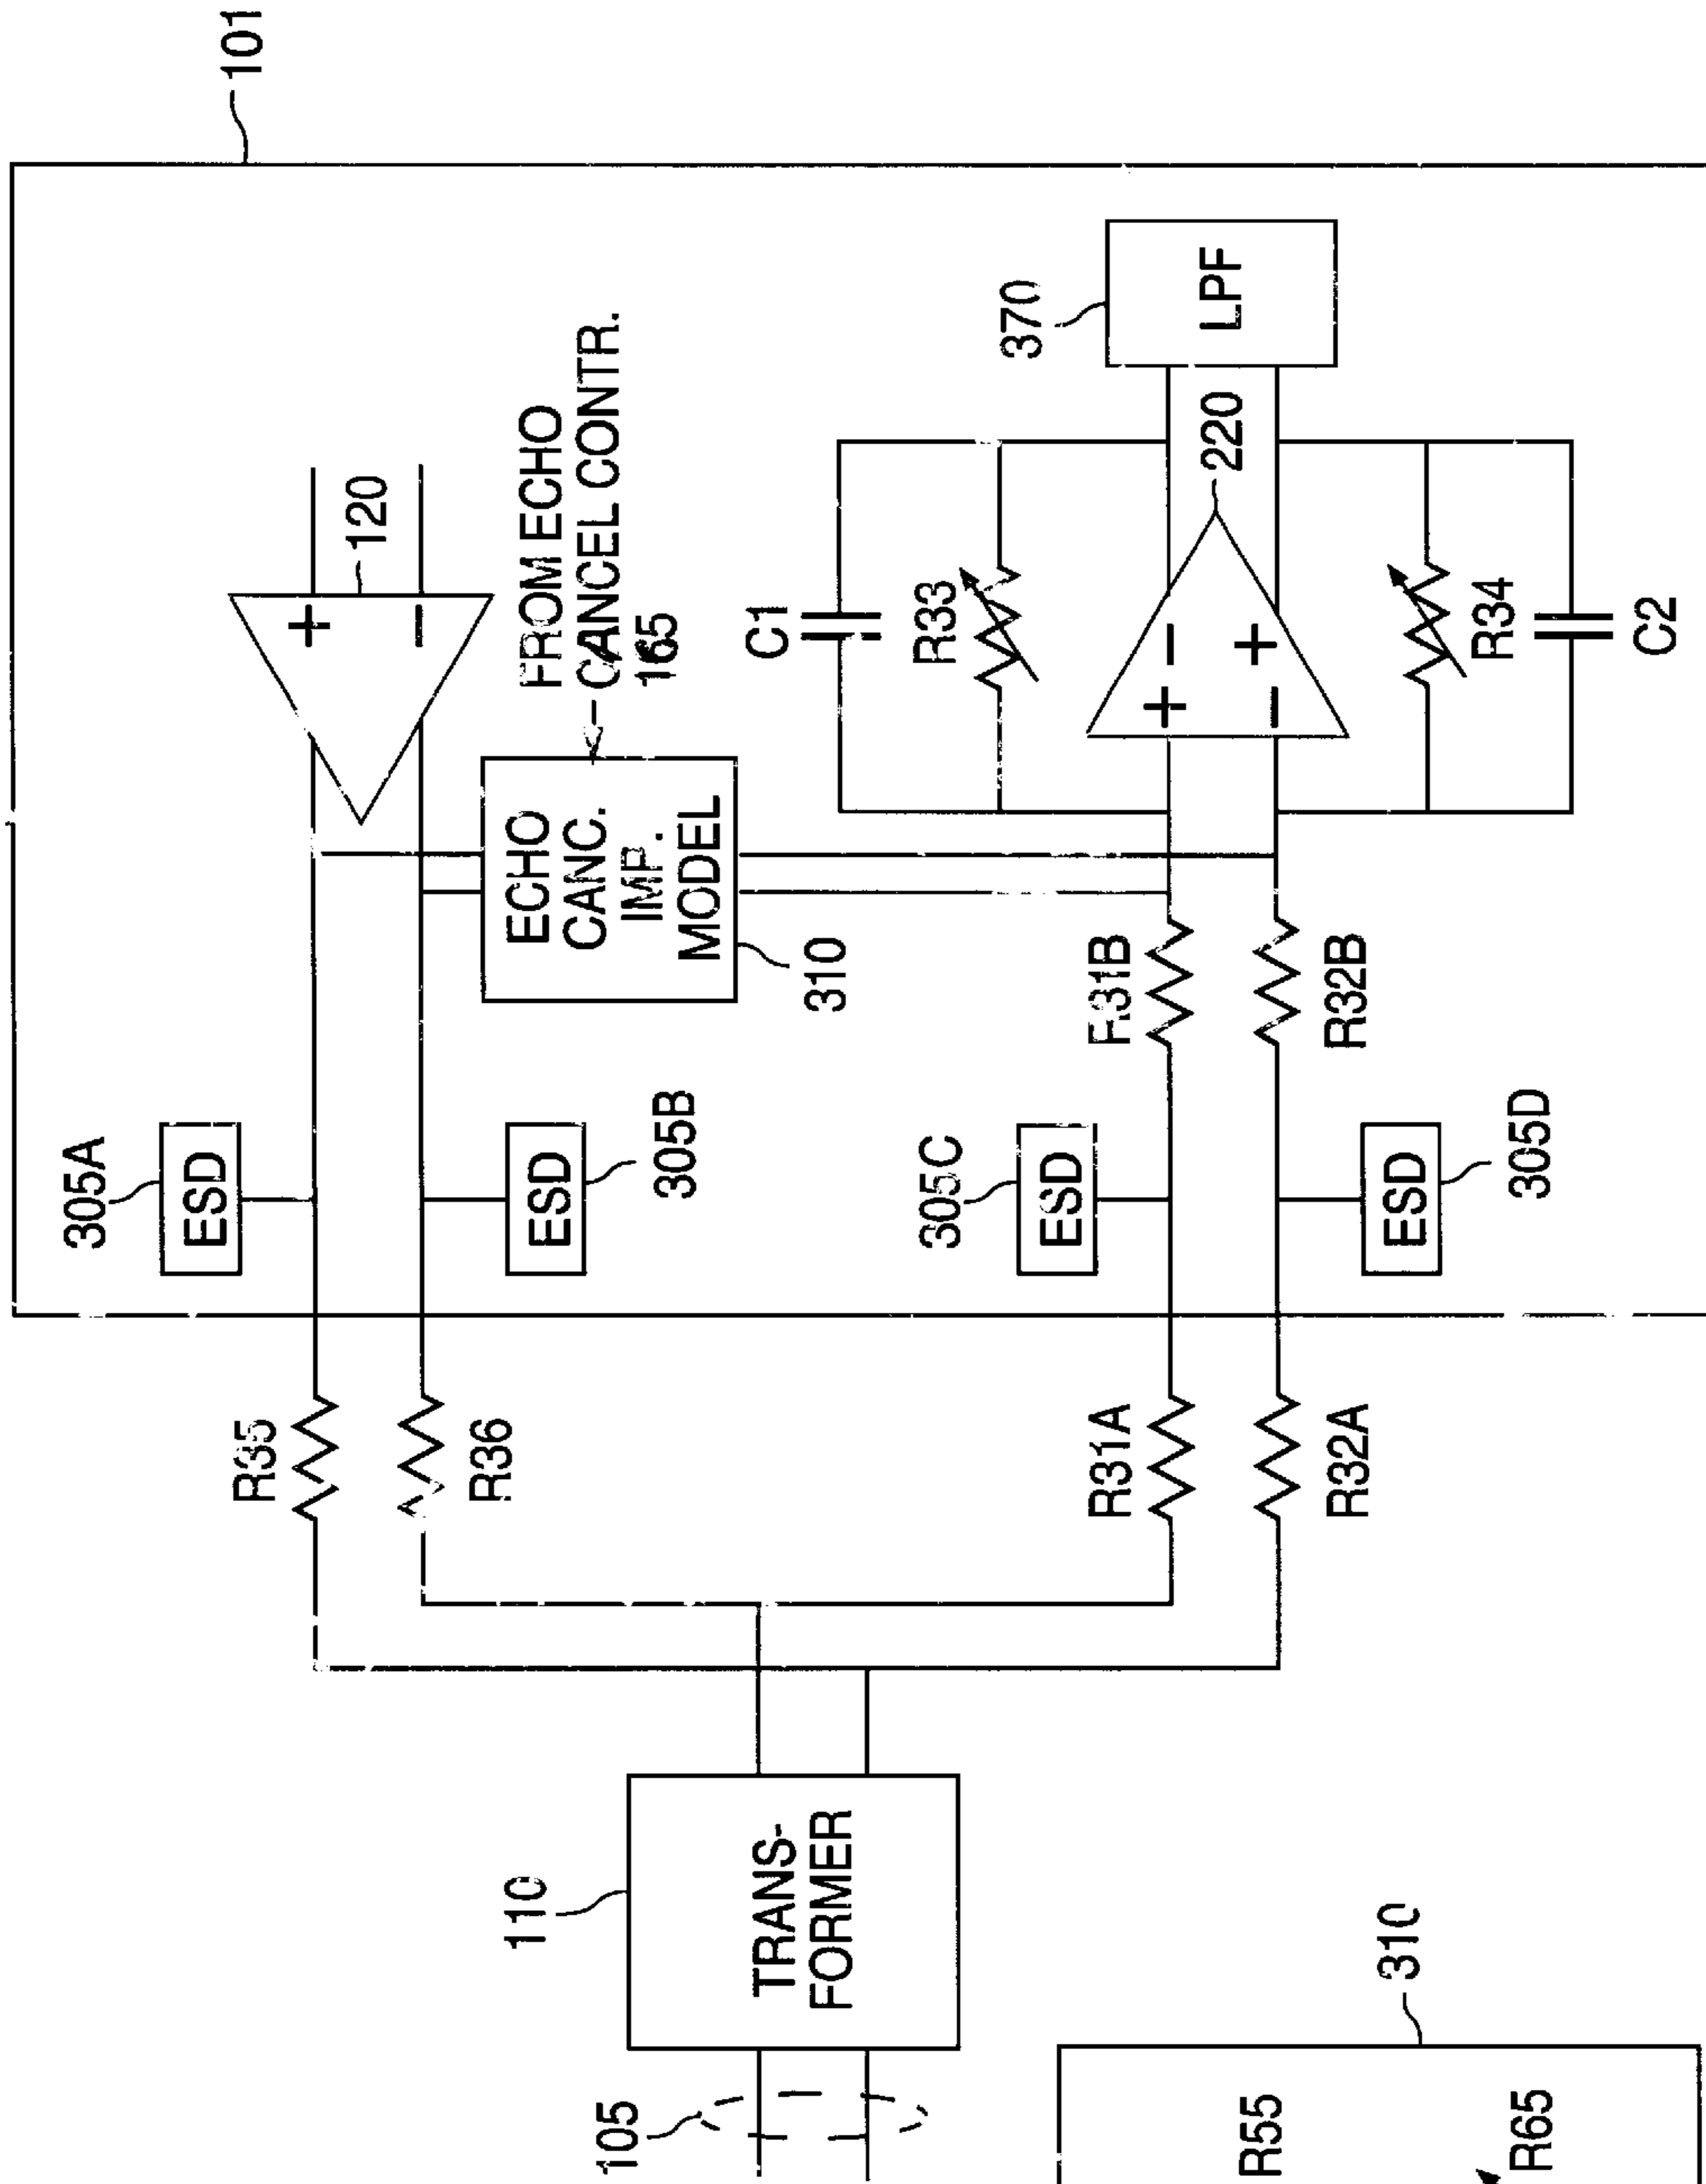 101
305A
ESD
R35
+
−
120
R36
ESD
305B
ECHO
CANC.
IMP.
MODEL
310
FROM ECHO
CANCEL CONTR.
165
110
TRANS-
FORMER
105
C1
R33
370
LPF
305C
ESD
R31A
R31B
+ −
− +
220
R32A
R32B
ESD
305D
R34
C2
310
R55
R65